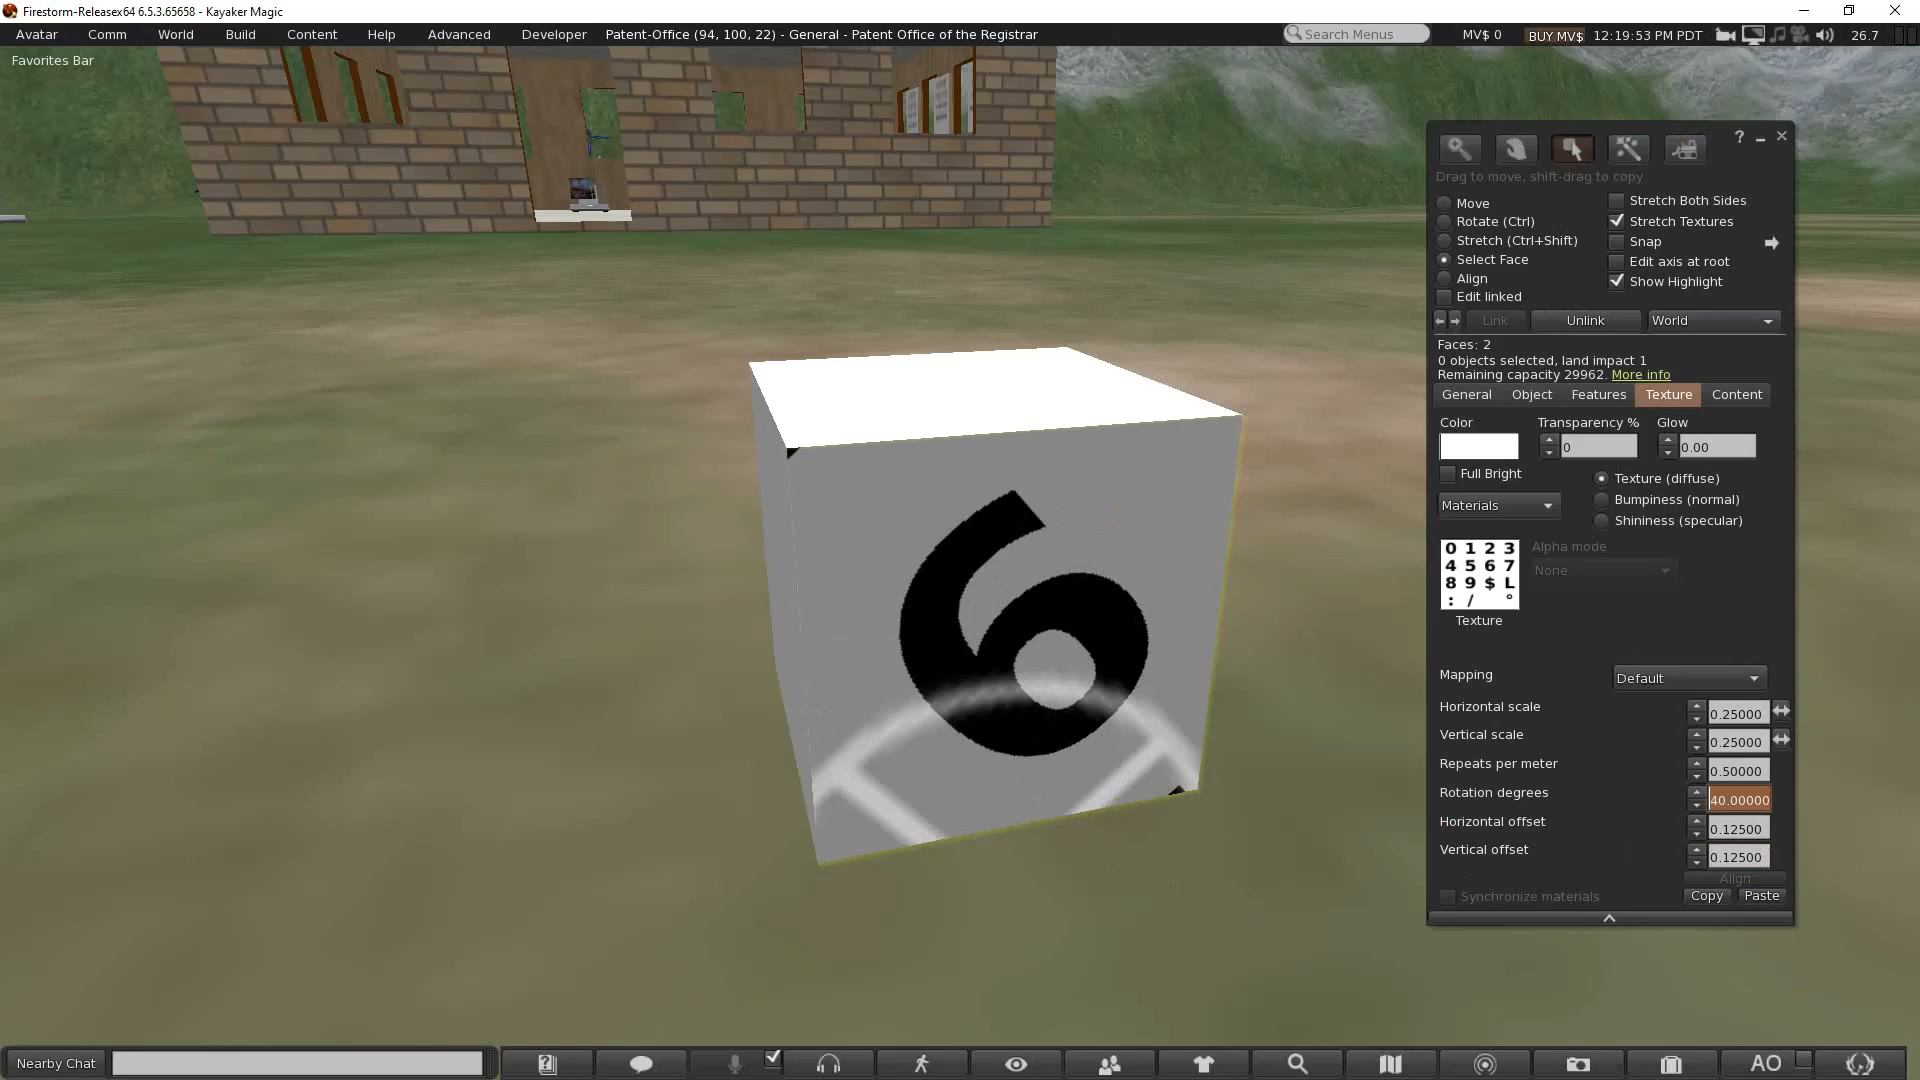 Firestorm-Releasex64 6.5.3.65658 - Kayaker Magic
Avatar Comm World Build Content Help Advanced Developer Patent-Office (94, 100, 22) - General - Patent Office of the Registrar Search Menus MV$ 0 BUY MV$ 12:19:53 PM PDT 26.7
Favorites Bar
?
Drag to move, shift-drag to copy
Move
Rotate (Ctrl)
Stretch (Ctrl+Shift)
Select Face
Align
Edit linked
Stretch Both Sides
Stretch Textures
Snap
Edit axis at root
Show Highlight
Link Unlink World
Faces: 2
0 objects selected, land impact 1
Remaining capacity 29962. More info
General Object Features Texture Content
Color Transparency % Glow
0 0.00
Full Bright
Materials
Texture (diffuse)
Bumpiness (normal)
Shininess (specular)
0 1 2 3
4 5 6 7
8 9 $ L
: / °
Texture
Alpha mode
None
Mapping Default
Horizontal scale 0.25000
Vertical scale 0.25000
Repeats per meter 0.50000
Rotation degrees 40.00000
Horizontal offset 0.12500
Vertical offset 0.12500
Align
Synchronize materials Copy Paste
6
Nearby Chat AO